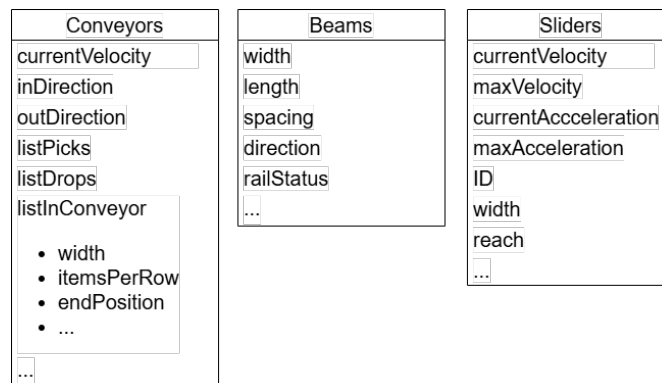 Conveyors
currentVelocity
inDirection
outDirection
listPicks
listDrops
listInConveyor
• width
• itemsPerRow
• endPosition
• ...
...
Beams
width
length
spacing
direction
railStatus
...
Sliders
currentVelocity
maxVelocity
currentAccceleration
maxAcceleration
ID
width
reach
...